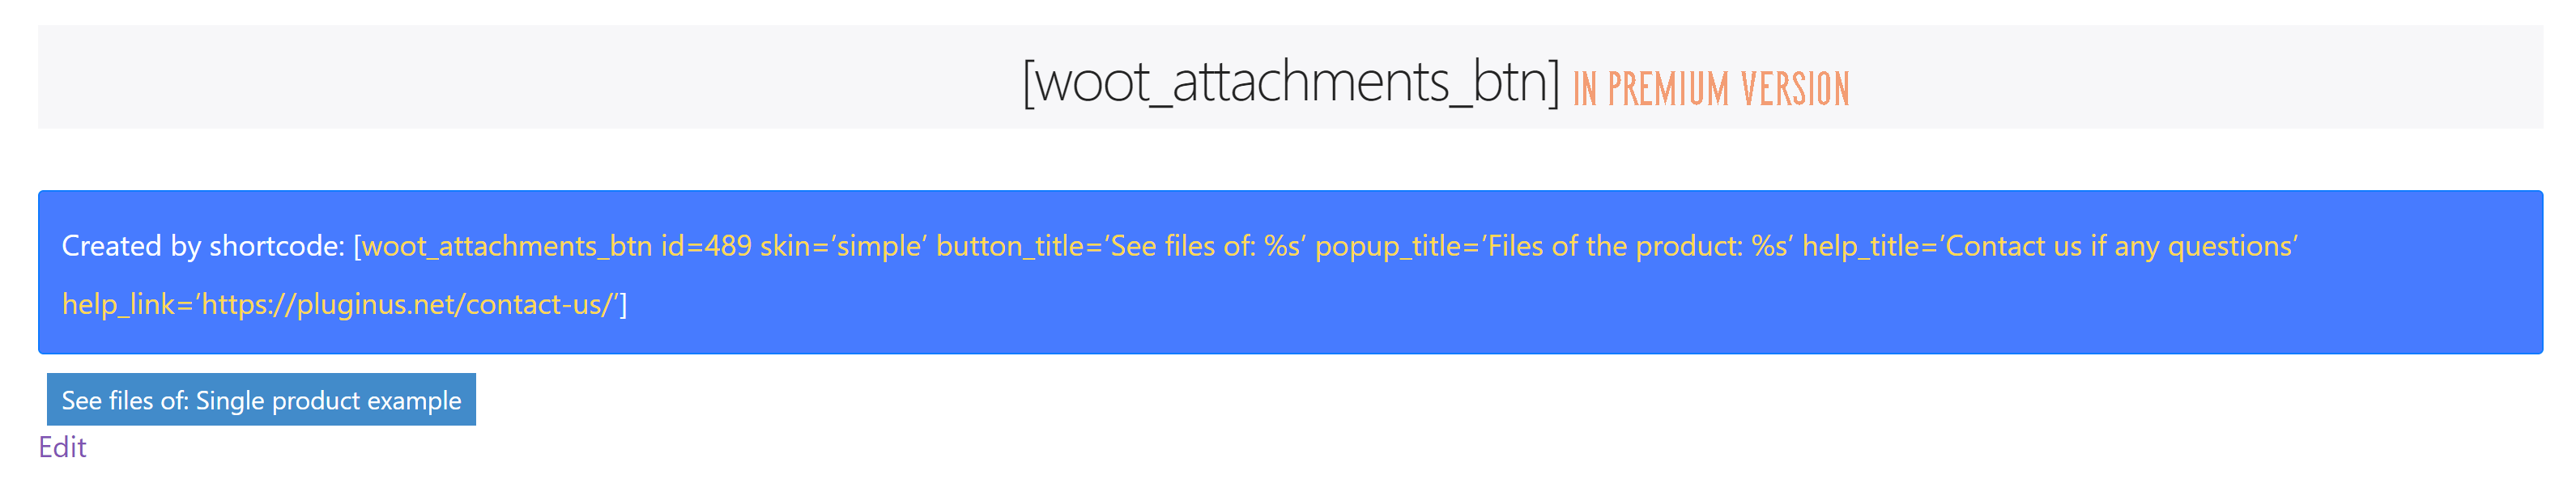 [woot_attachments_btn] IN PREMIUM VERSION
Created by shortcode: [woot_attachments_btn id=489 skin=’simple’ button_title=’See files of: %s’ popup_title=’Files of the product: %s’ help_title=’Contact us if any questions’
help_link=’https://pluginus.net/contact-us/’]
See files of: Single product example
Edit